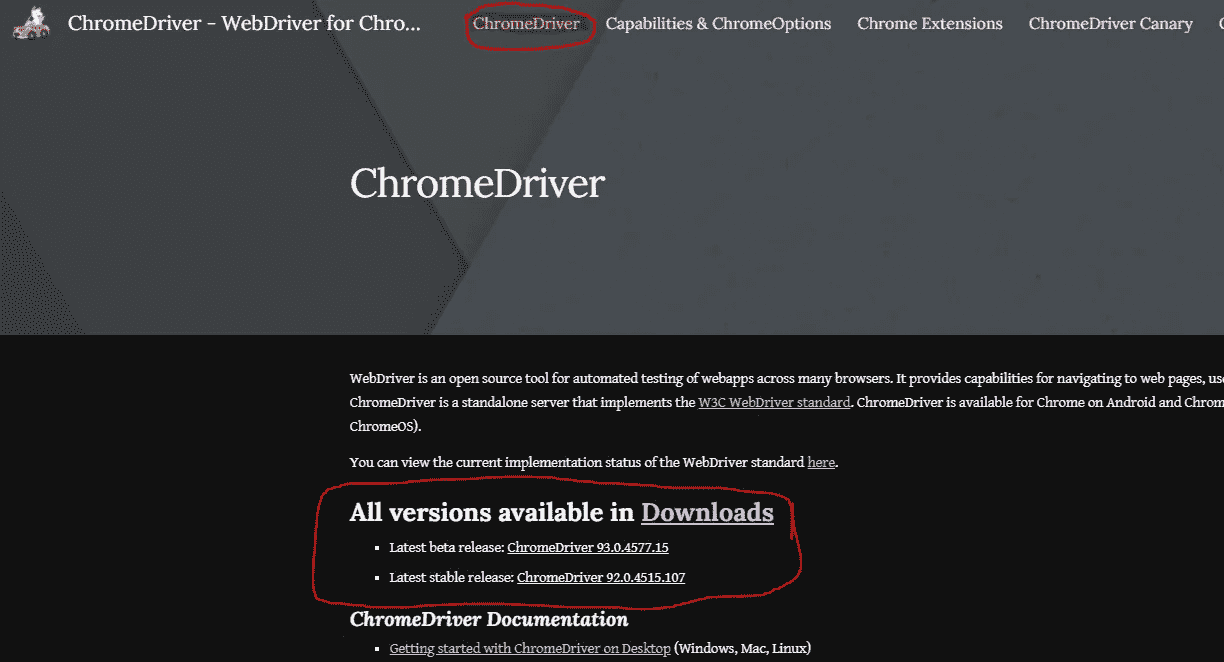 ChromeDriver - WebDriver for Chro...
ChromeDriver
Capabilities & ChromeOptions
Chrome Extensions
ChromeDriver Canary
ChromeDriver
WebDriver is an open source tool for automated testing of webapps across many browsers. It provides capabilities for navigating to web pages,
ChromeDriver is a standalone server that implements the W3C WebDriver standard. ChromeDriver is available for Chrome on Android and
ChromeOS).
You can view the current implementation status of the WebDriver standard here.
All versions available in Downloads
▪ Latest beta release: ChromeDriver 93.0.4577.15
▪ Latest stable release: ChromeDriver 92.0.4515.107
ChromeDriver Documentation
▪ Getting started with ChromeDriver on Desktop (Windows, Mac, Linux)